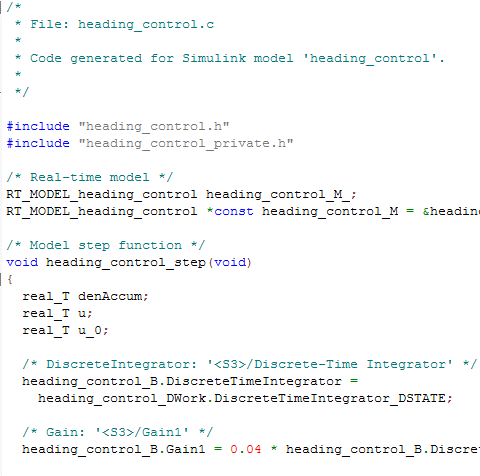 /*
 * File: heading_control.c
 *
 * Code generated for Simulink model 'heading_control'.
 *
 */
#include "heading_control.h"
#include "heading_control_private.h"
/* Real-time model */
RT_MODEL_heading_control heading_control_M_;
RT_MODEL_heading_control *const heading_control_M = &headin
/* Model step function */
void heading_control_step(void)
{
  real_T denAccum;
  real_T u;
  real_T u_0;
  /* DiscreteIntegrator: '<S3>/Discrete-Time Integrator' */
  heading_control_B.DiscreteTimeIntegrator =
    heading_control_DWork.DiscreteTimeIntegrator_DSTATE;
  /* Gain: '<S3>/Gain1' */
  heading_control_B.Gain1 = 0.04 * heading_control_B.Discre